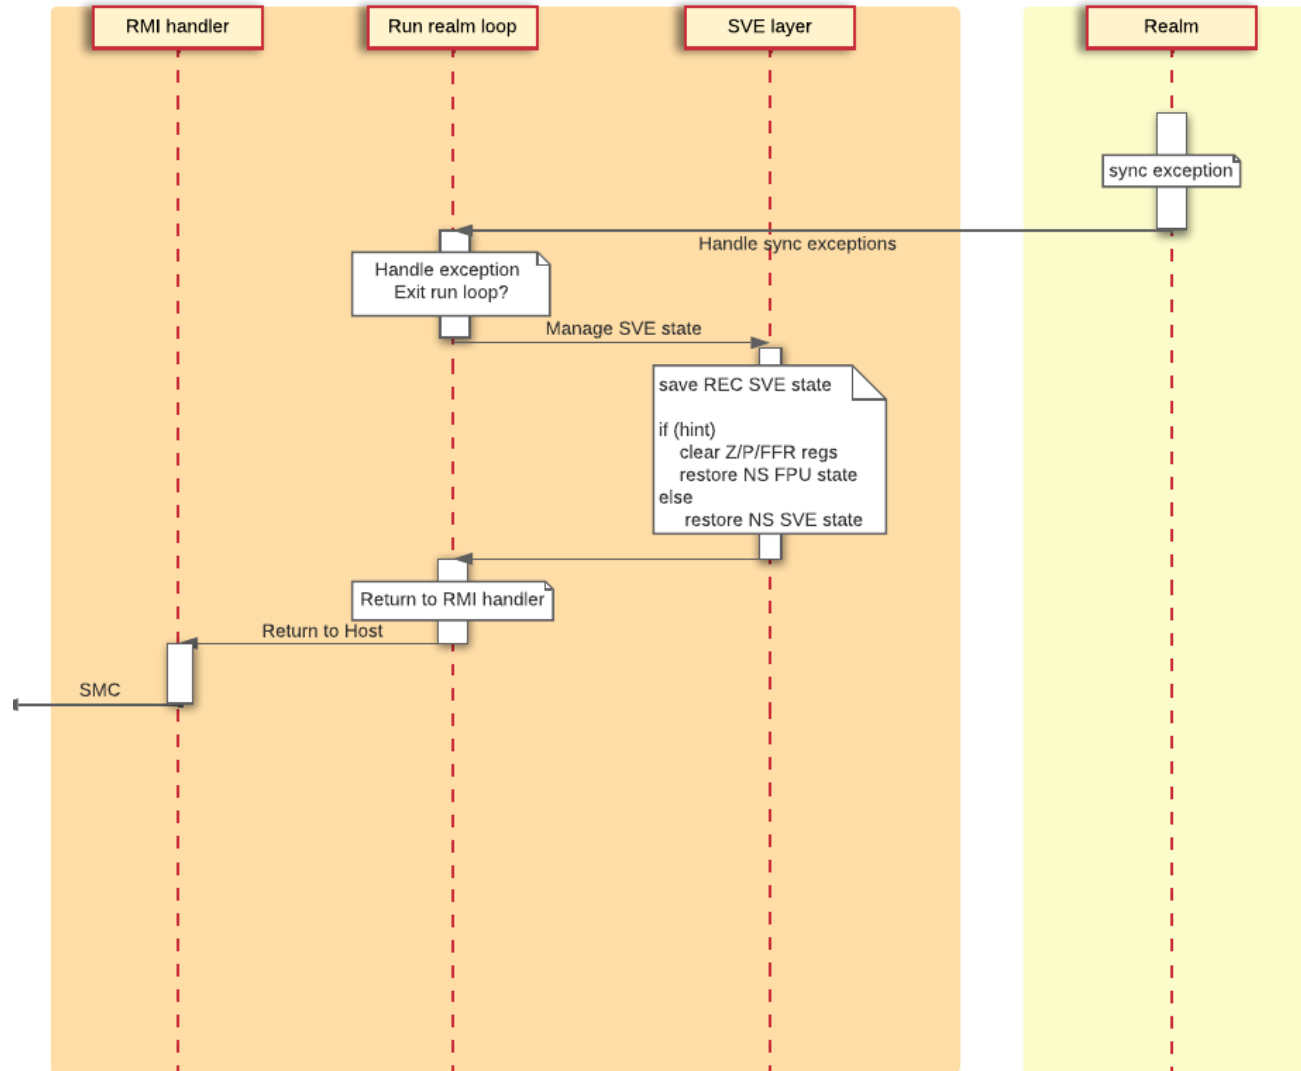 RMI handler
Run realm loop
SVE layer
Realm
sync exception
Handle sync exceptions
Handle exception
Exit run loop?
Manage SVE state
save REC SVE state
if (hint)
clear Z/P/FFR regs
restore NS FPU state
else
restore NS SVE state
Return to RMI handler
Return to Host
SMC